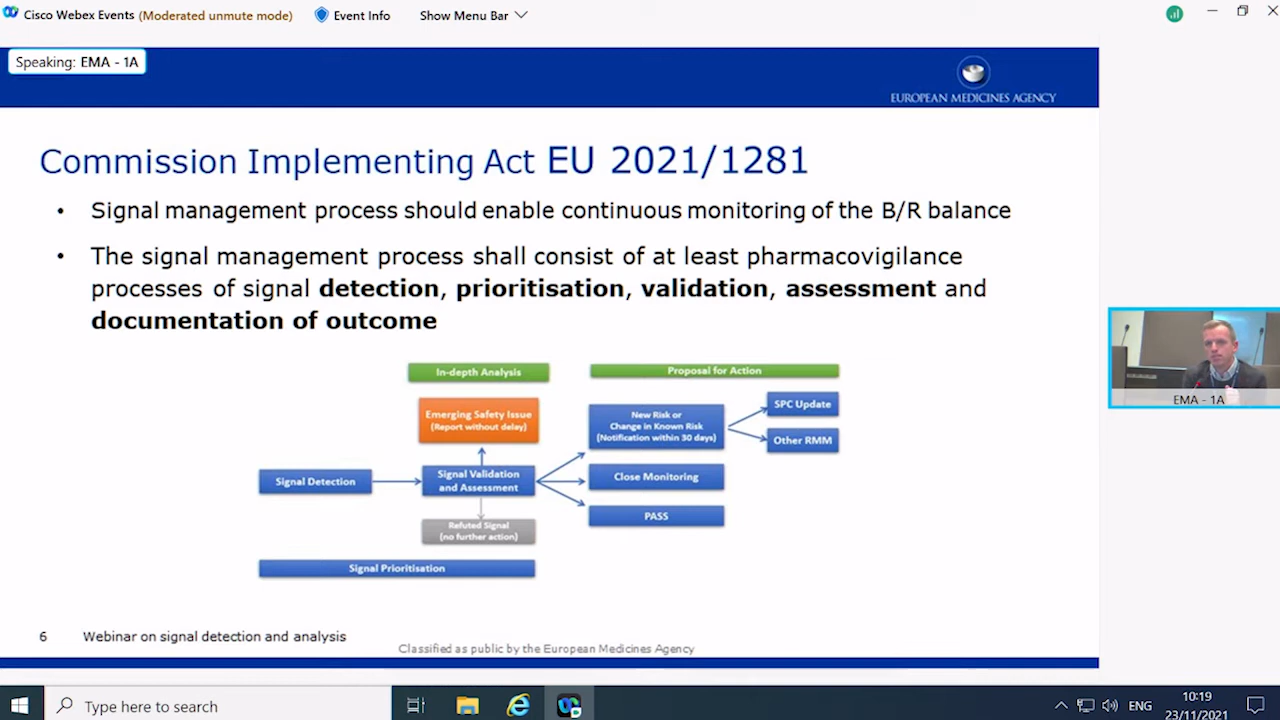 Cisco Webex Events (Moderated unmute mode) Event Info Show Menu Bar
Speaking: EMA - 1A
EUROPEAN MEDICINES AGENCY
Commission Implementing Act EU 2021/1281
• Signal management process should enable continuous monitoring of the B/R balance
• The signal management process shall consist of at least pharmacovigilance
processes of signal detection, prioritisation, validation, assessment and
documentation of outcome
In-depth Analysis
Proposal for Action
Emerging Safety Issue
(Report without delay)
New Risk or
Change in Known Risk
(Notification within 30 days)
SPC Update
Other RMM
Signal Detection
Signal Validation
and Assessment
Close Monitoring
PASS
Refuted Signal
(no further action)
Signal Prioritisation
EMA - 1A
6 Webinar on signal detection and analysis
Classified as public by the European Medicines Agency
Type here to search
ENG
10:19
23/11/2021